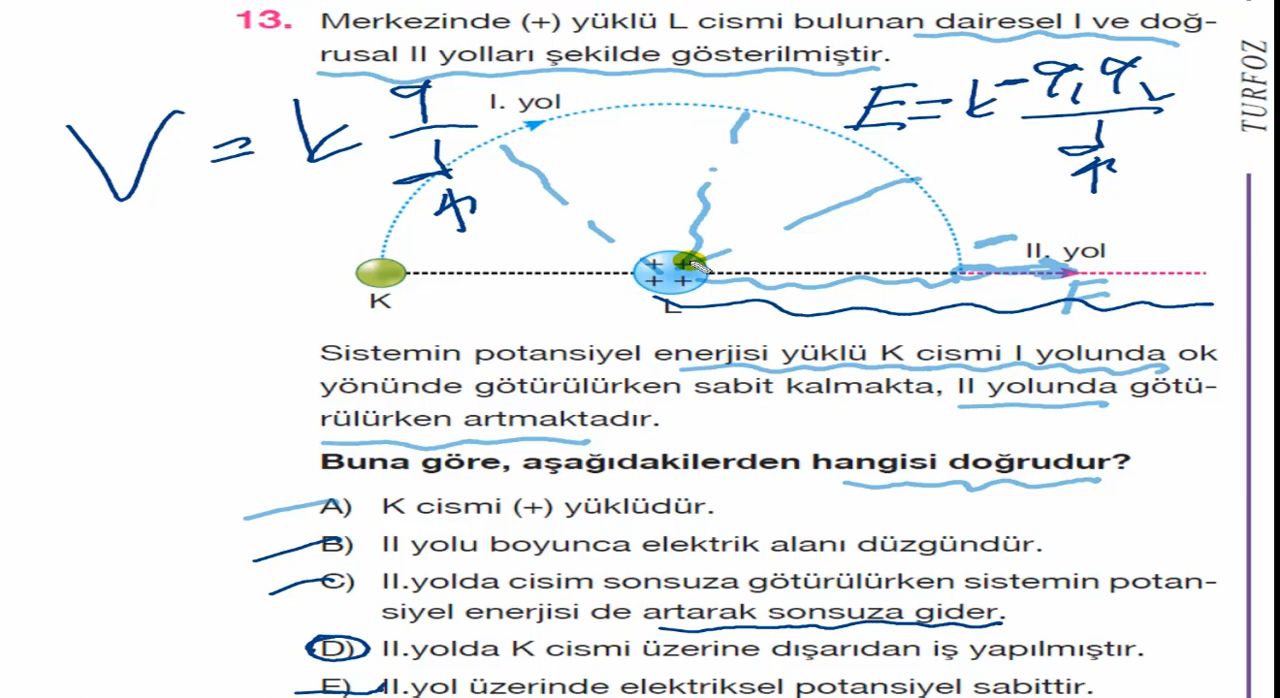 13. Merkezinde (+) yüklü L cismi bulunan dairesel I ve doğ-
rusal II yolları şekilde gösterilmiştir.
TURFOZ
V = k q/d
I. yol
E = k -q₁q₂/d
+ +
+ +
II. yol
K
L
F
Sistemin potansiyel enerjisi yüklü K cismi I yolunda ok
yönünde götürülürken sabit kalmakta, II yolunda götü-
rülürken artmaktadır.
Buna göre, aşağıdakilerden hangisi doğrudur?
A) K cismi (+) yüklüdür.
B) II yolu boyunca elektrik alanı düzgündür.
C) II.yolda cisim sonsuza götürülürken sistemin potan-
siyel enerjisi de artarak sonsuza gider.
D) II.yolda K cismi üzerine dışarıdan iş yapılmıştır.
E) II.yol üzerinde elektriksel potansiyel sabittir.